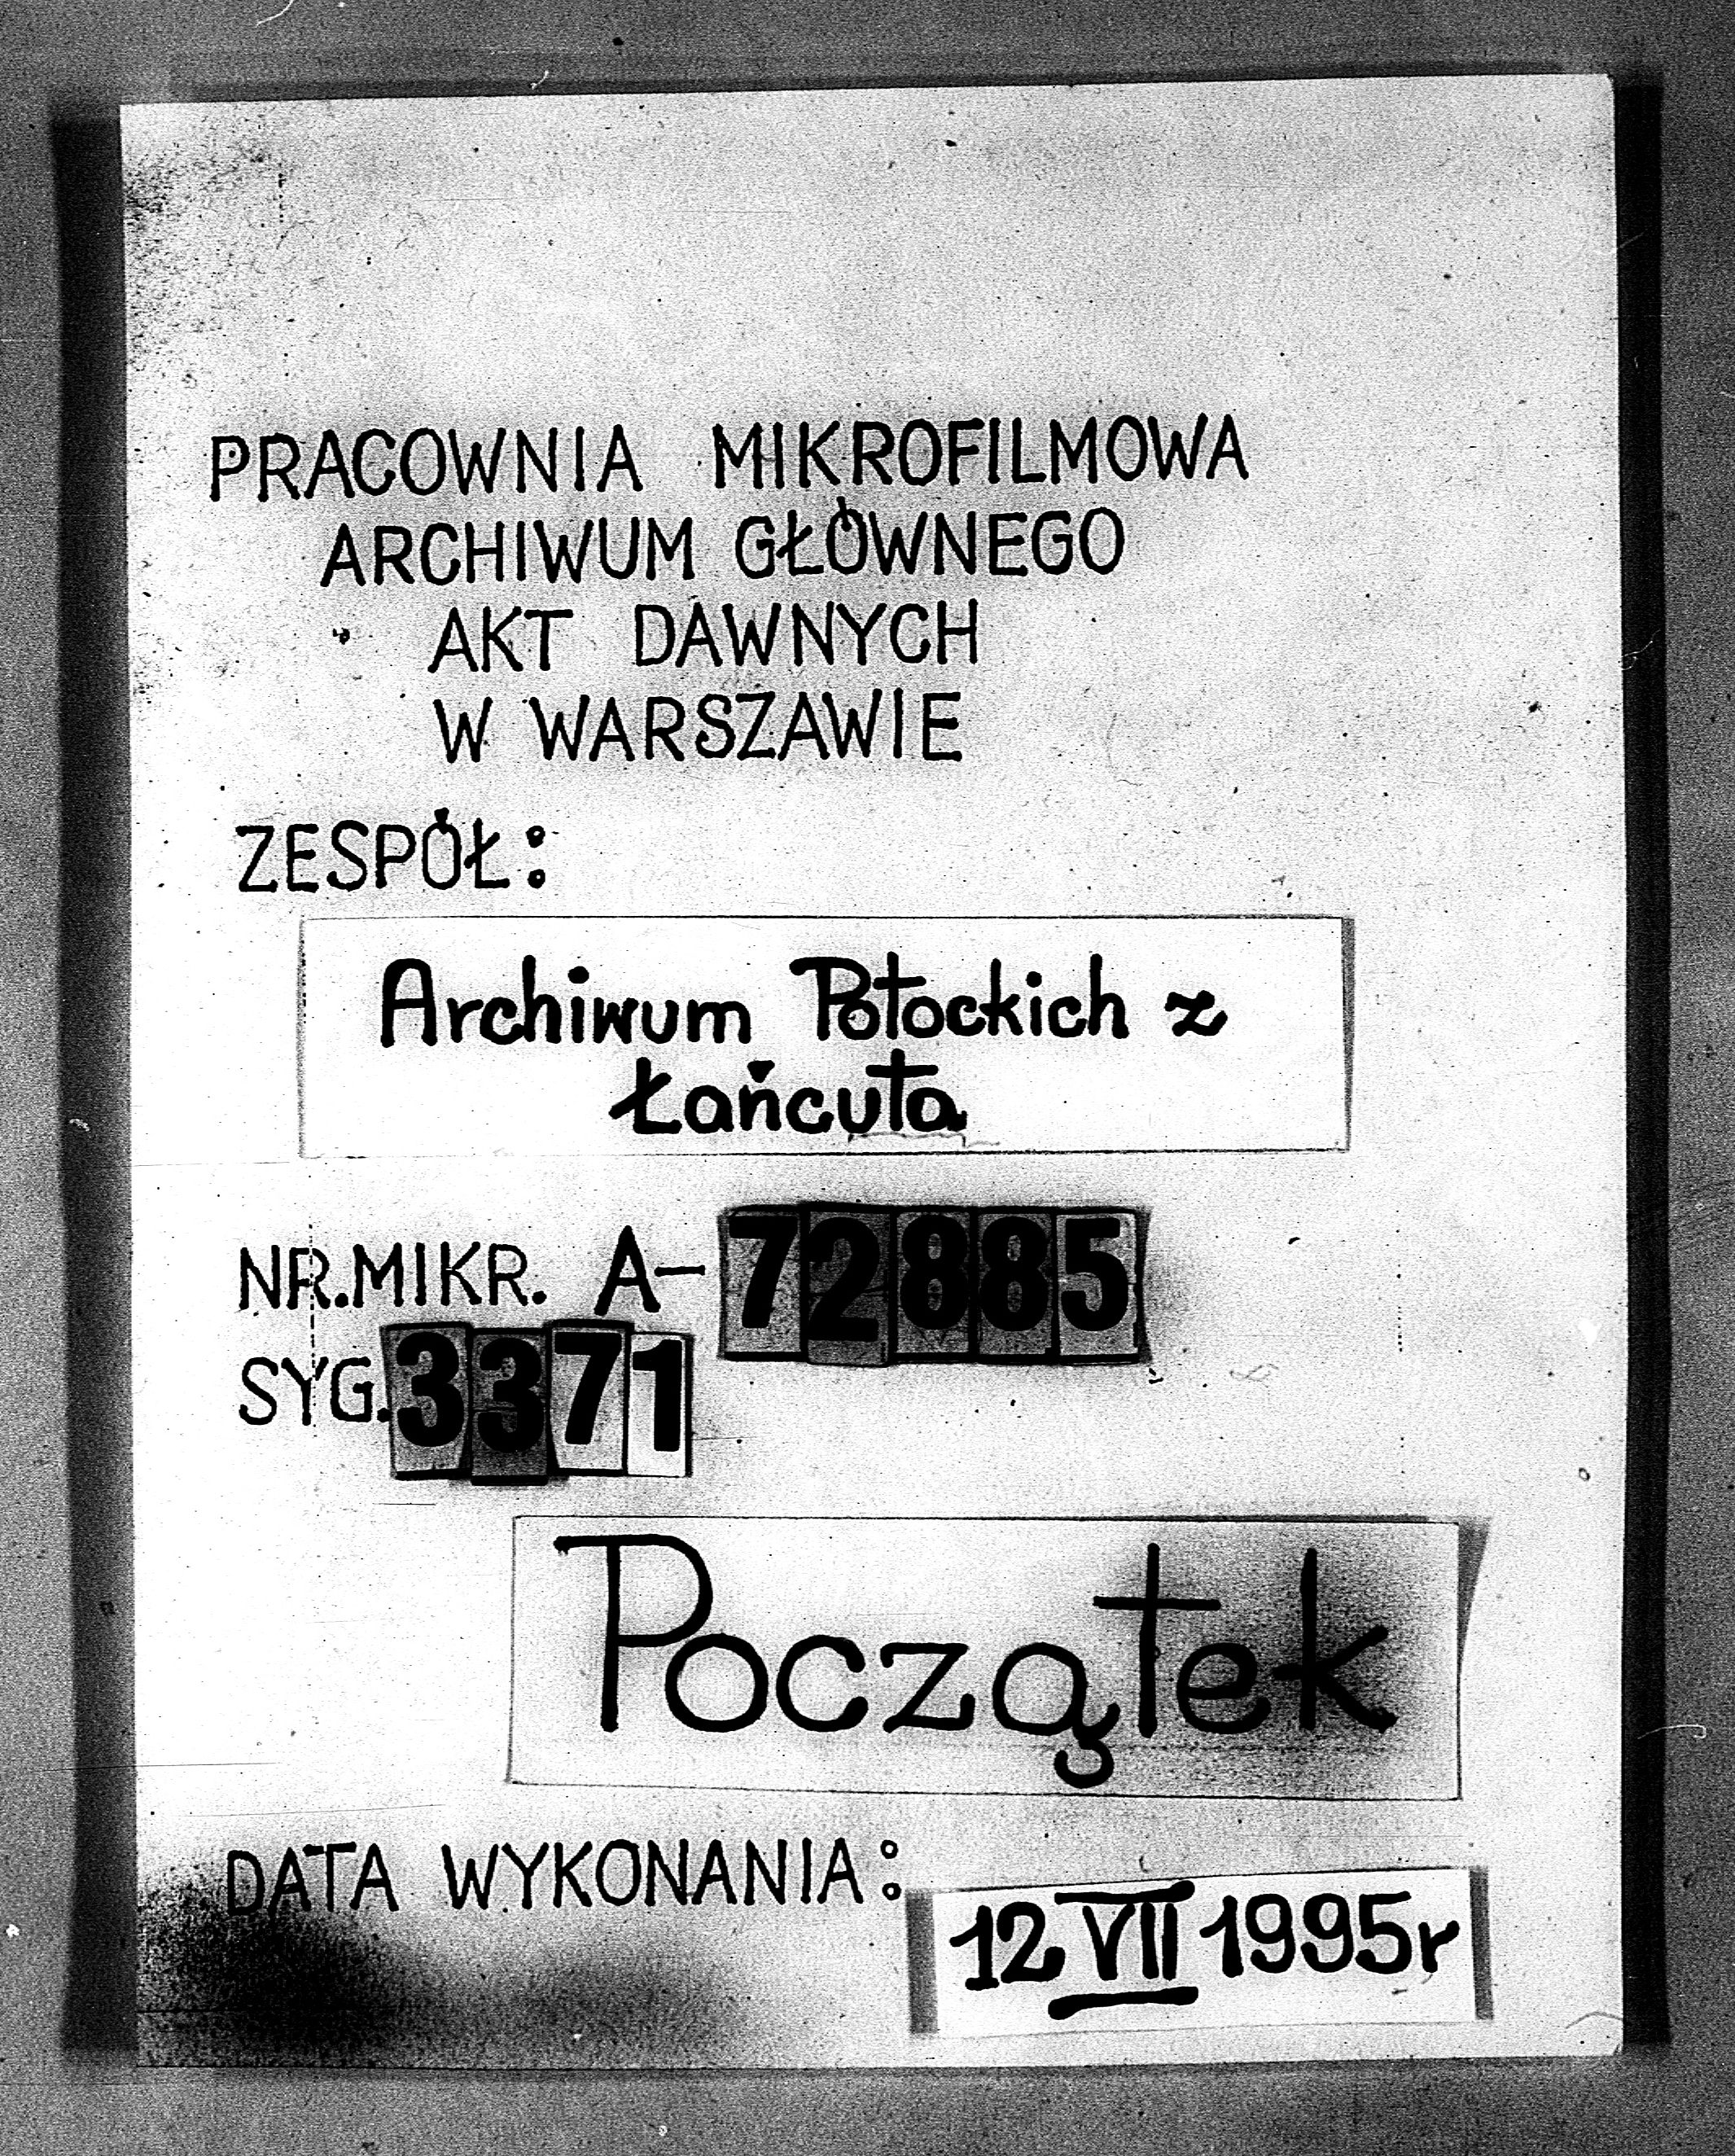 PRACOWNIA MIKROFILMOWA
ARCHIWUM GŁÓWNEGO
AKT DAWNYCH
W WARSZAWIE
ZESPÓŁ:
Archiwum Potockich z
Łańcuta
NR.MIKR. A-72885
SYG.3371
Początek
DATA WYKONANIA:
12 VII 1995r